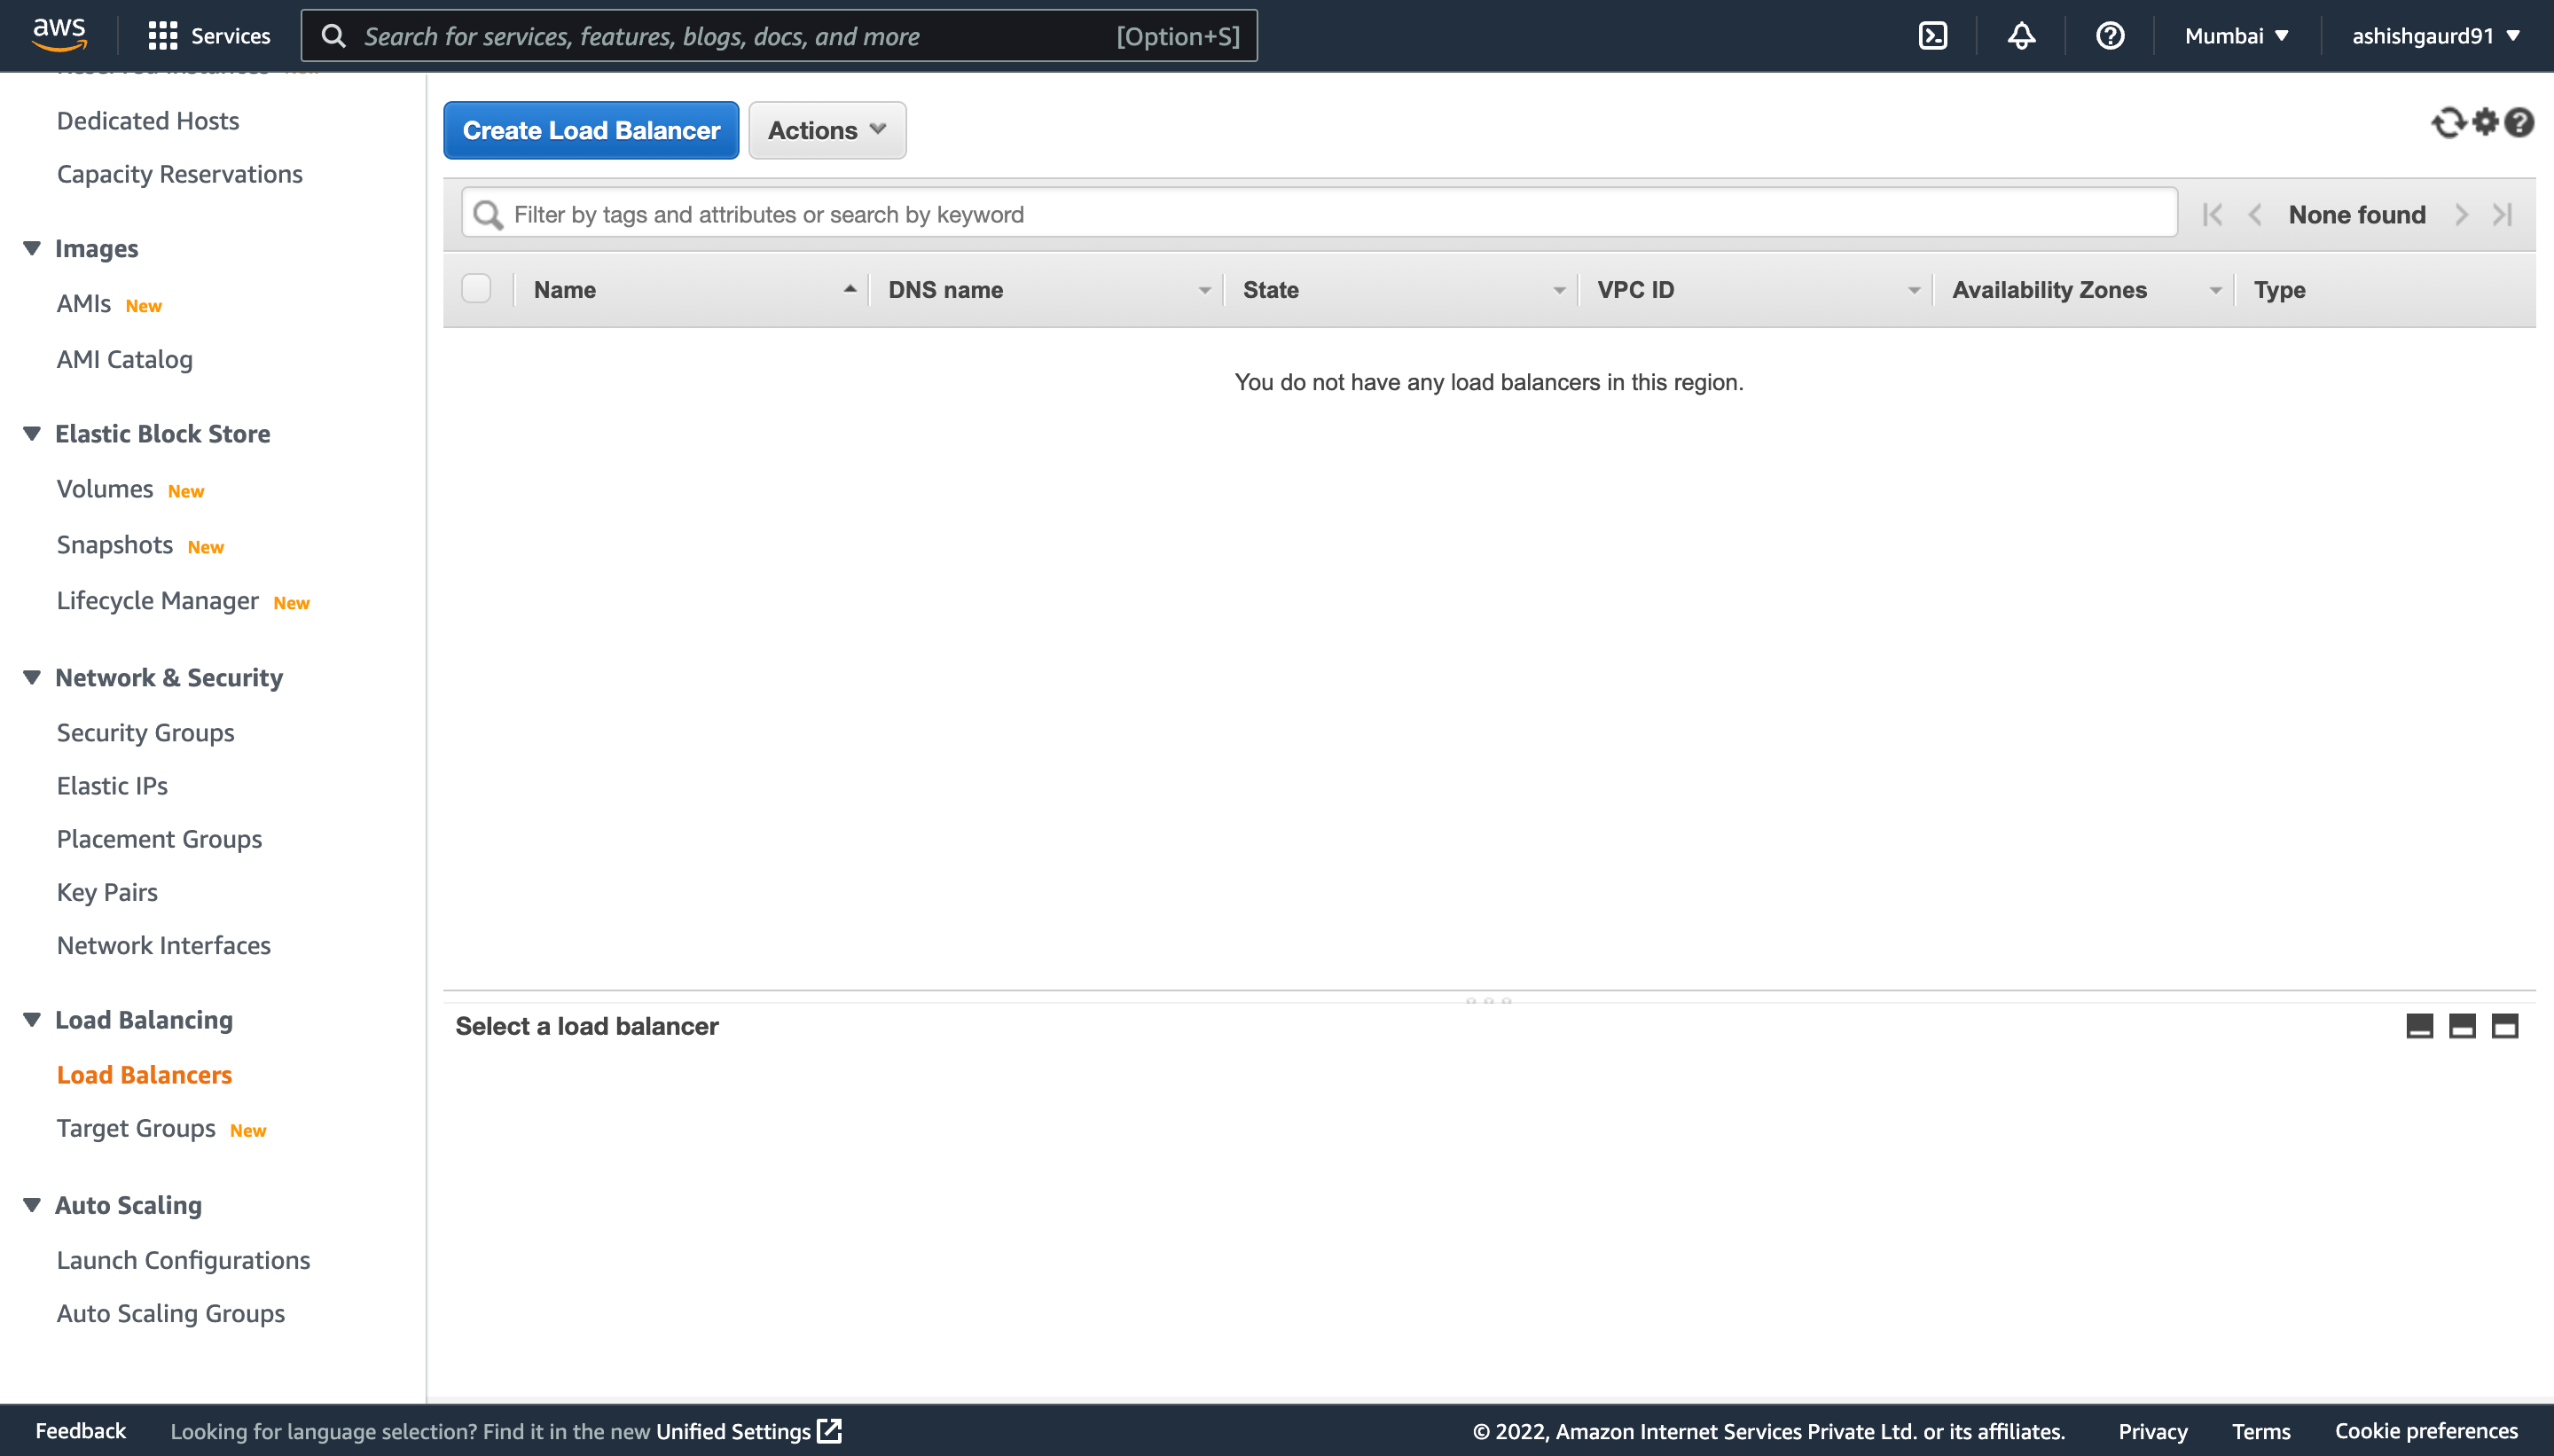 aws
Services
Search for services, features, blogs, docs, and more [Option+S]
Mumbai
ashishgaurd91
Dedicated Hosts
Capacity Reservations
Images
AMIs New
AMI Catalog
Elastic Block Store
Volumes New
Snapshots New
Lifecycle Manager New
Network & Security
Security Groups
Elastic IPs
Placement Groups
Key Pairs
Network Interfaces
Load Balancing
Load Balancers
Target Groups New
Auto Scaling
Launch Configurations
Auto Scaling Groups
Create Load Balancer
Actions
Filter by tags and attributes or search by keyword
None found
Name DNS name State VPC ID Availability Zones Type
You do not have any load balancers in this region.
Select a load balancer
Feedback
Looking for language selection? Find it in the new Unified Settings
© 2022, Amazon Internet Services Private Ltd. or its affiliates.
Privacy
Terms
Cookie preferences